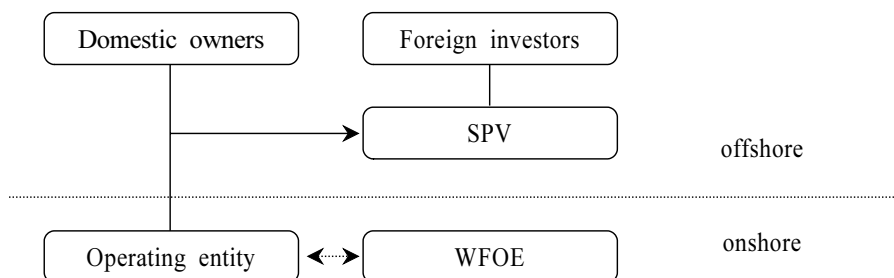 Domestic owners
Foreign investors
SPV
offshore
Operating entity
WFOE
onshore